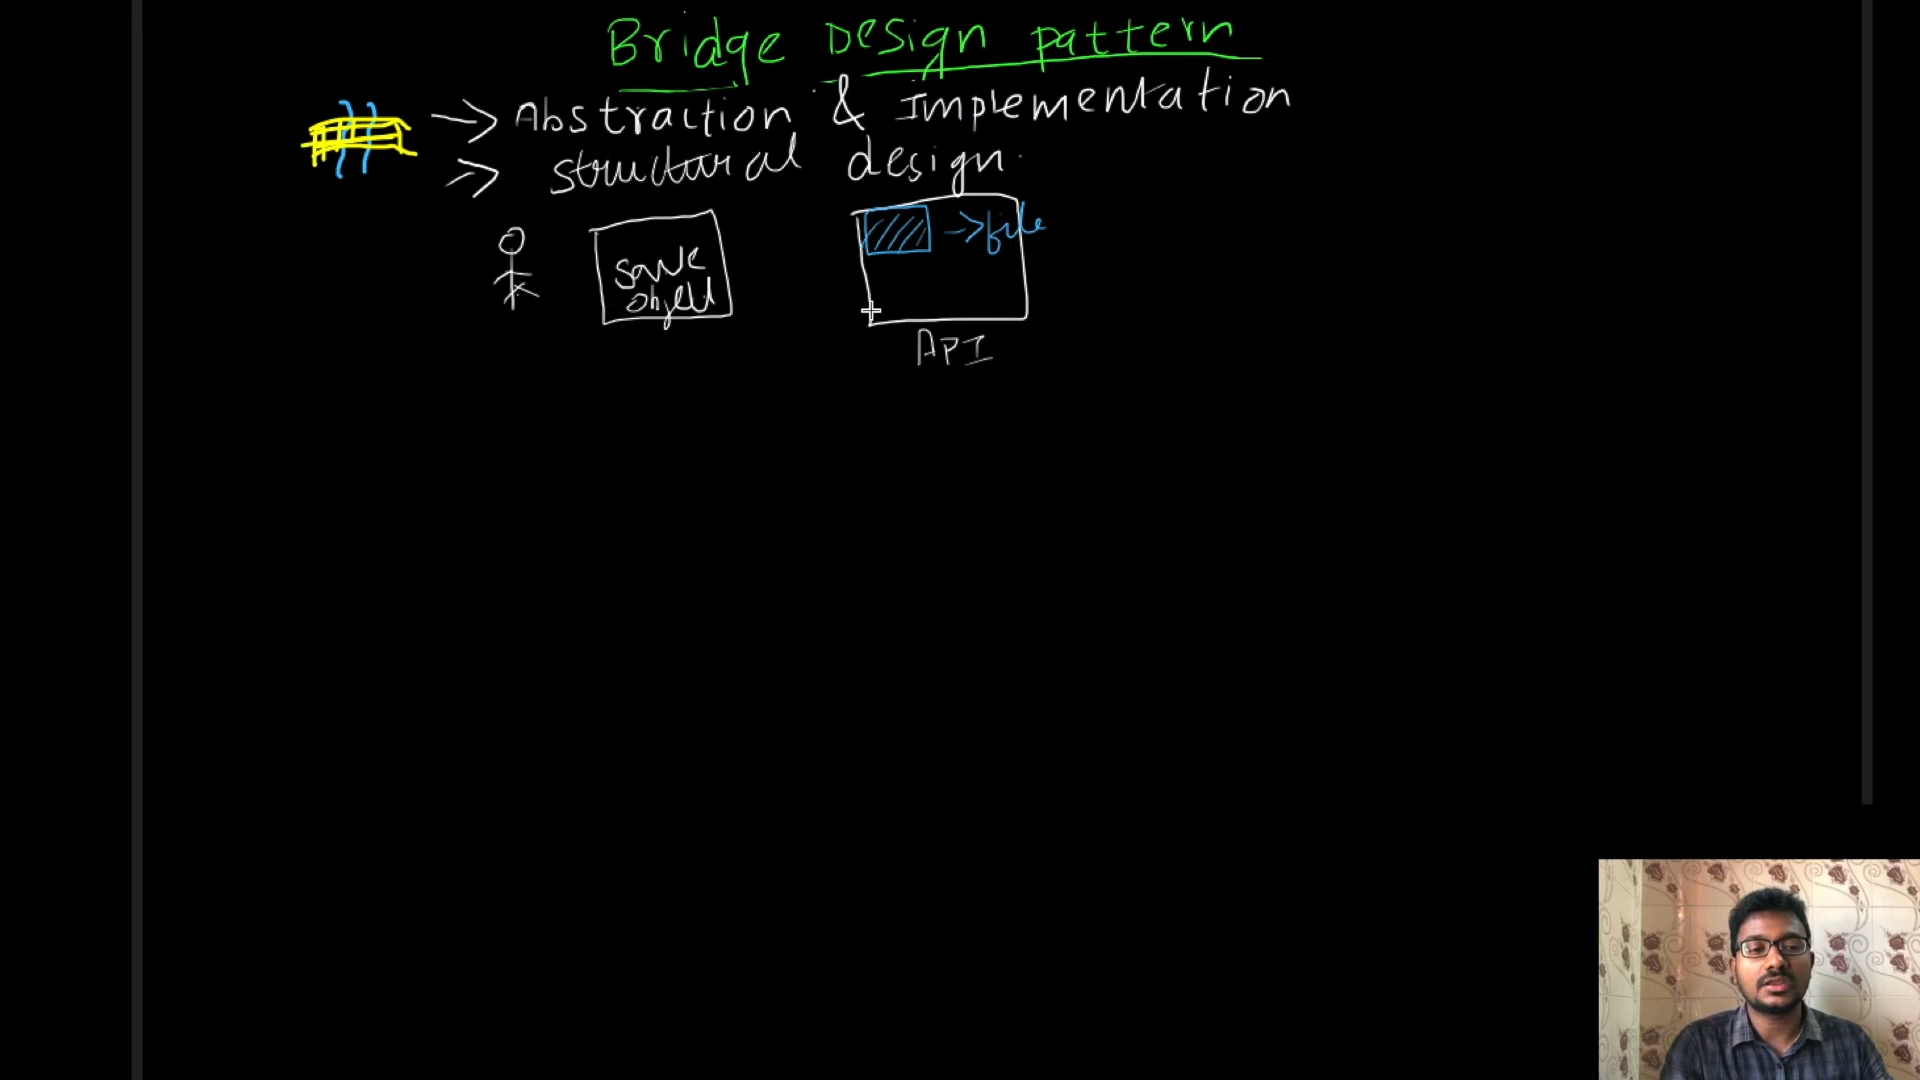 Bridge Design pattern
-> Abstraction & Implementation
-> structural design.
save object
-> file
API